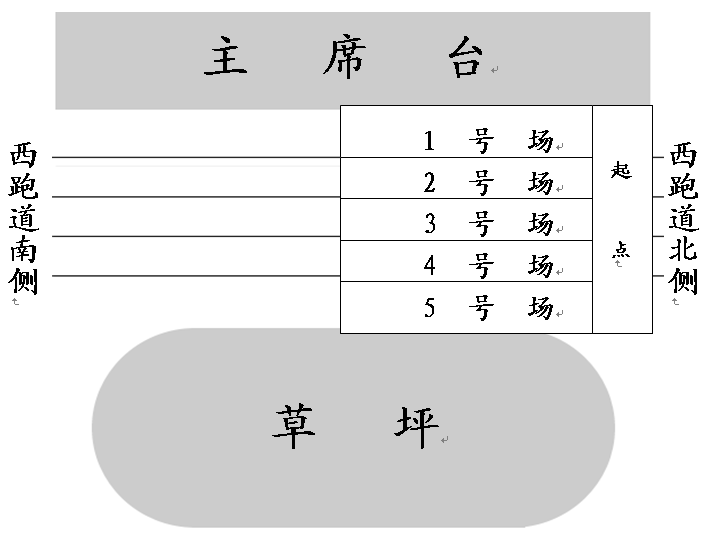 主 席 台
西跑道南侧
1 号 场
2 号 场
3 号 场
4 号 场
5 号 场
起点
西跑道北侧
草 坪